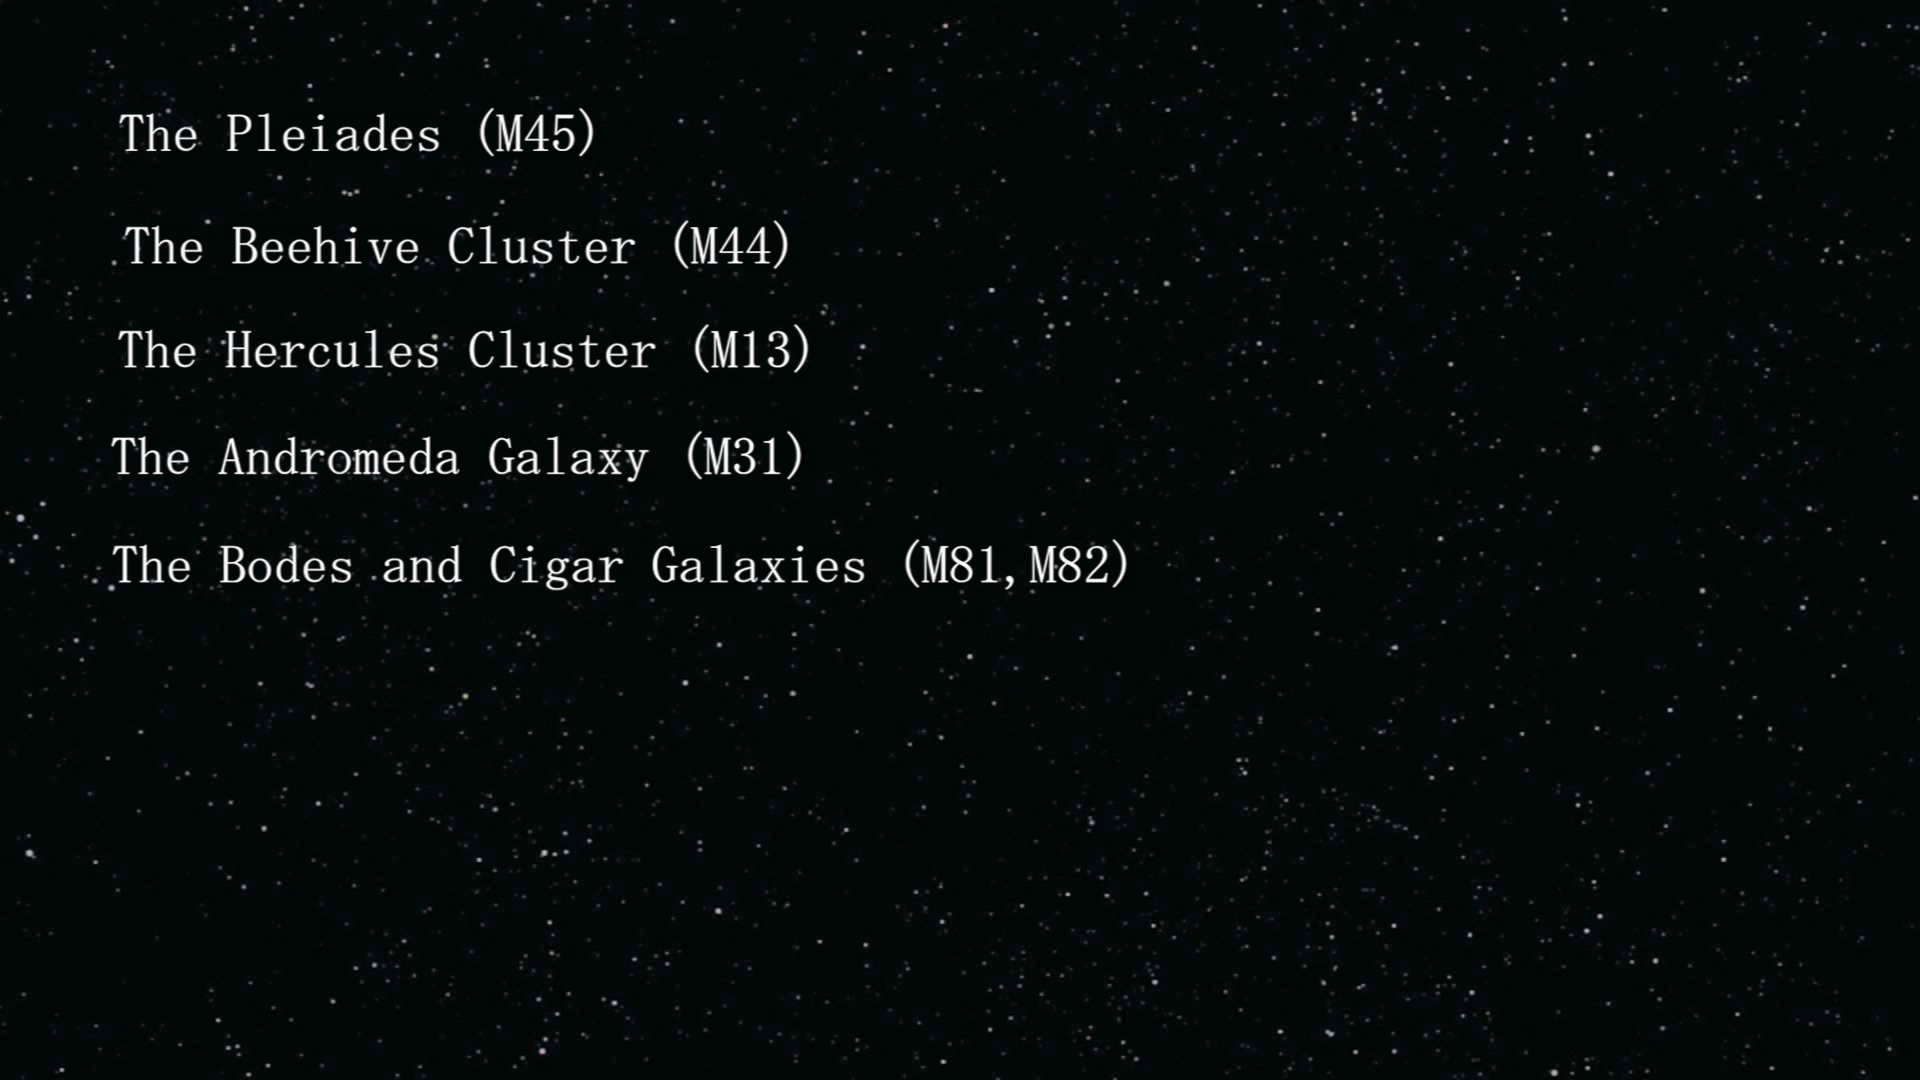 The Pleiades (M45)
The Beehive Cluster (M44)
The Hercules Cluster (M13)
The Andromeda Galaxy (M31)
The Bodes and Cigar Galaxies (M81,M82)